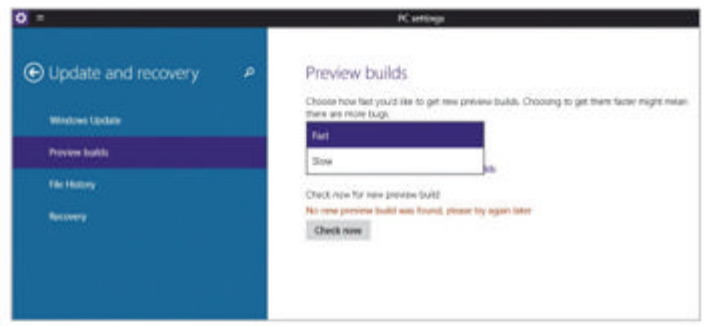 PC settings
Update and recovery
Windows Update
Preview builds
File History
Recovery
Preview builds
Choose how fast you'd like to get new preview builds. Choosing to get them faster might mean
there are more bugs.
Fast
Slow
Check now for new preview build
No new preview build was found, please try again later
Check now